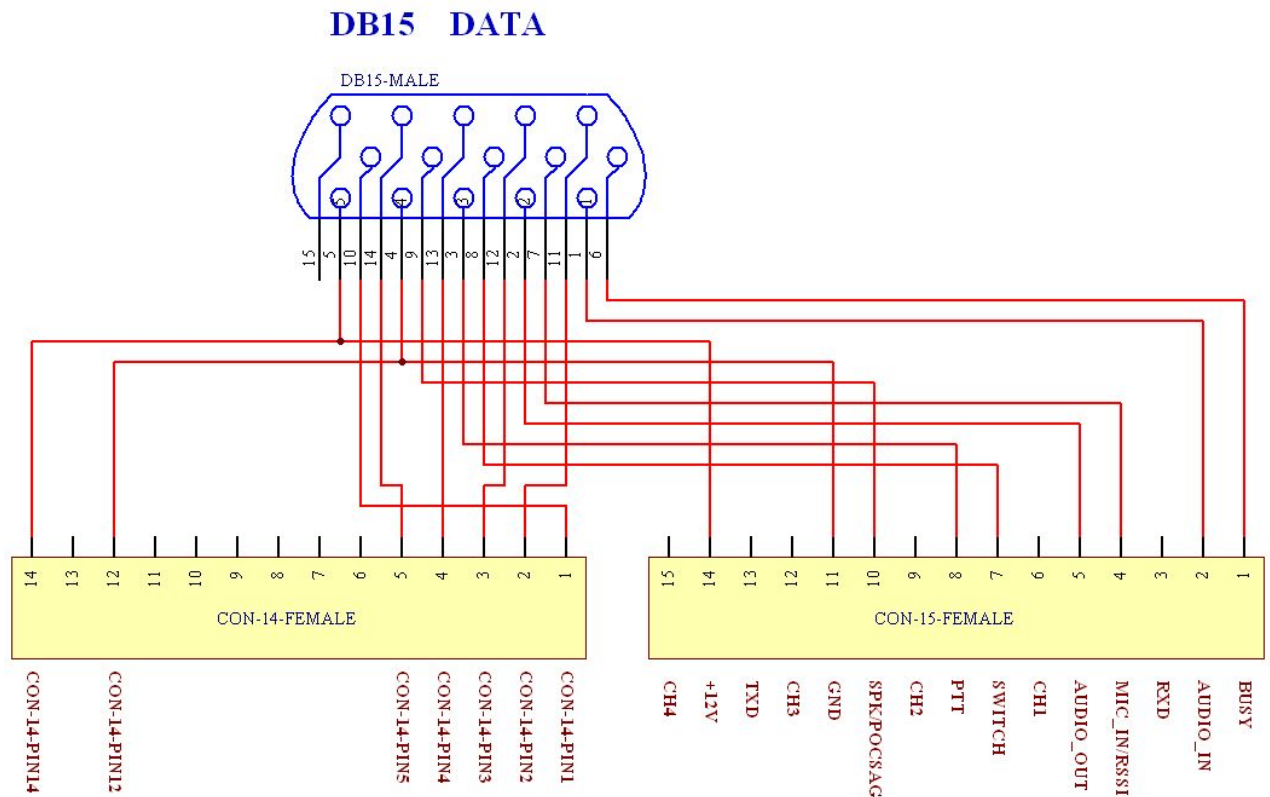 DB15 DATA
DB15-MALE
5 4 3 2 1
15 5 10 14 4 9 13 3 8 12 2 7 11 1 6
14 13 12 11 10 9 8 7 6 5 4 3 2 1
CON-14-FEMALE
15 14 13 12 11 10 9 8 7 6 5 4 3 2 1
CON-15-FEMALE
CON-14-PIN14
CON-14-PIN12
CON-14-PIN5
CON-14-PIN4
CON-14-PIN3
CON-14-PIN2
CON-14-PIN1
CH4
+12V
TXD
CH3
GND
SPK/POCSAG
CH2
PTT
SWITCH
CH1
AUDIO_OUT
MIC_IN/RSSI
RXD
AUDIO_IN
BUSY